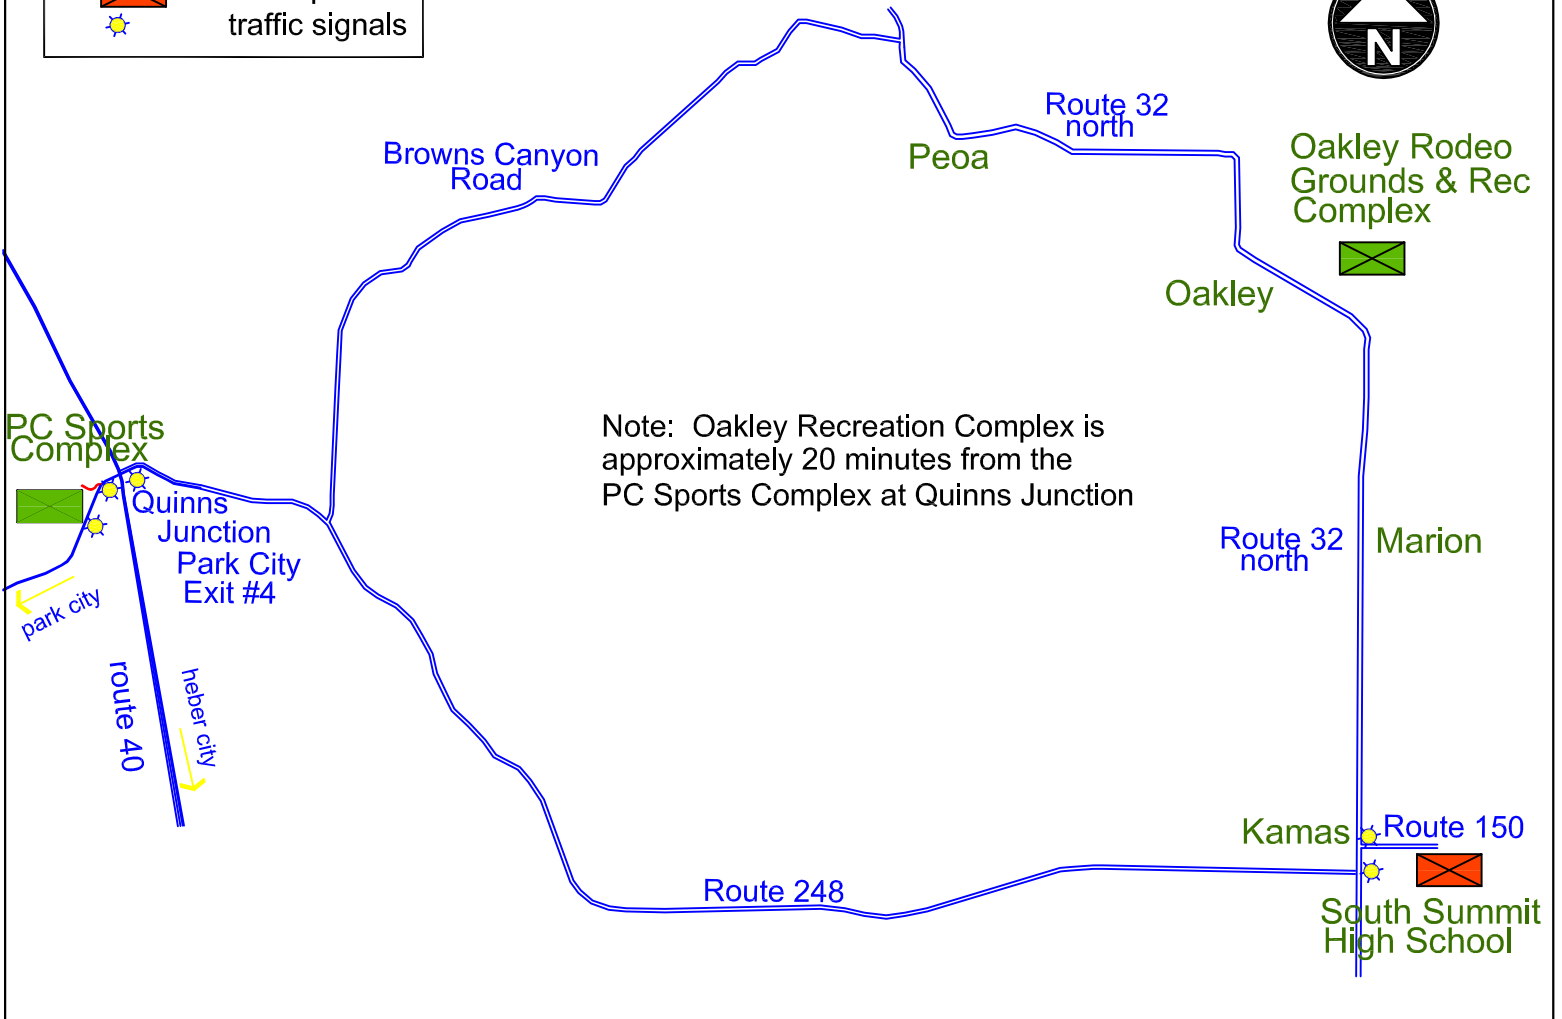 traffic signals
N
Route 32
north
Browns Canyon
Road
Peoa
Oakley Rodeo
Grounds & Rec
Complex
Oakley
PC Sports
Complex
Note: Oakley Recreation Complex is
approximately 20 minutes from the
PC Sports Complex at Quinns Junction
Quinns
Junction
Park City
Exit #4
Route 32
north
Marion
park city
route 40
heber city
Kamas
Route 150
Route 248
South Summit
High School